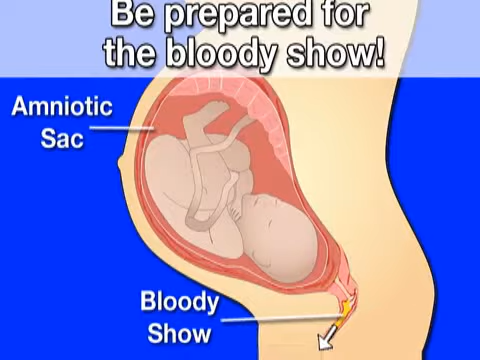 Be prepared for
the bloody show!
Amniotic
Sac
Bloody
Show